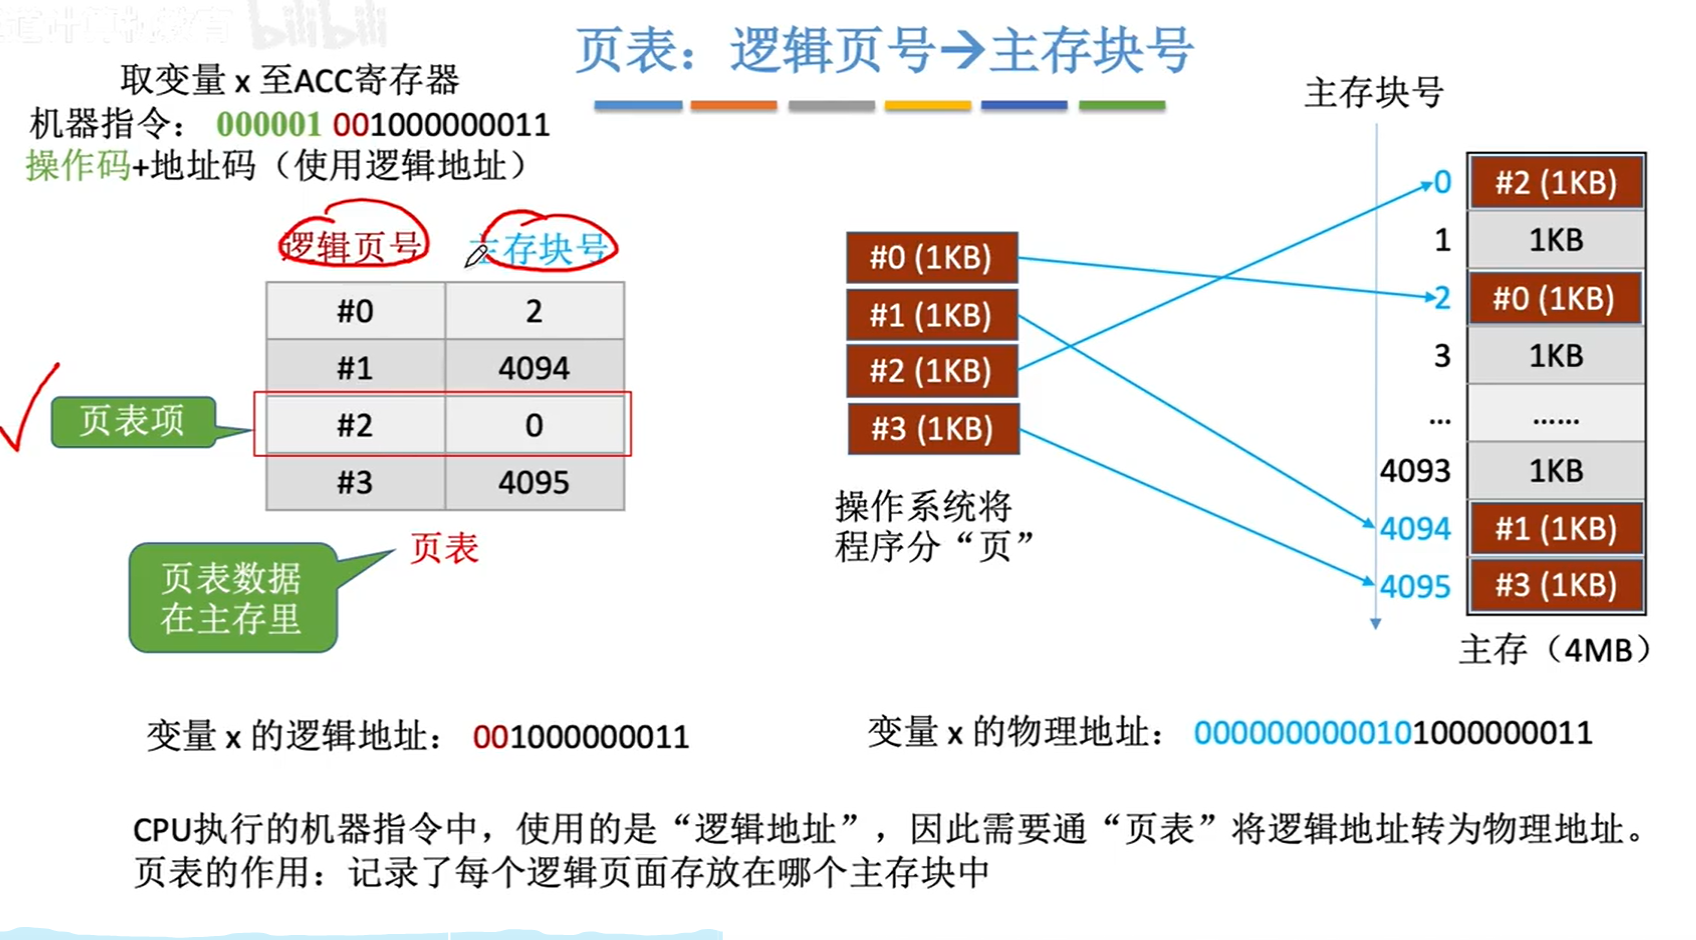 道计算机教育 bilibili
页表：逻辑页号→主存块号
取变量 x 至ACC寄存器
机器指令： 000001 001000000011
操作码+地址码（使用逻辑地址）
逻辑页号 主存块号
#0 2
#1 4094
#2 0
#3 4095
页表项
页表
页表数据
在主存里
#0 (1KB)
#1 (1KB)
#2 (1KB)
#3 (1KB)
操作系统将
程序分“页”
主存块号
0 #2 (1KB)
1 1KB
2 #0 (1KB)
3 1KB
... ......
4093 1KB
4094 #1 (1KB)
4095 #3 (1KB)
主存（4MB）
变量 x 的逻辑地址： 001000000011
变量 x 的物理地址： 0000000000101000000011
CPU执行的机器指令中，使用的是“逻辑地址”，因此需要通“页表”将逻辑地址转为物理地址。
页表的作用：记录了每个逻辑页面存放在哪个主存块中